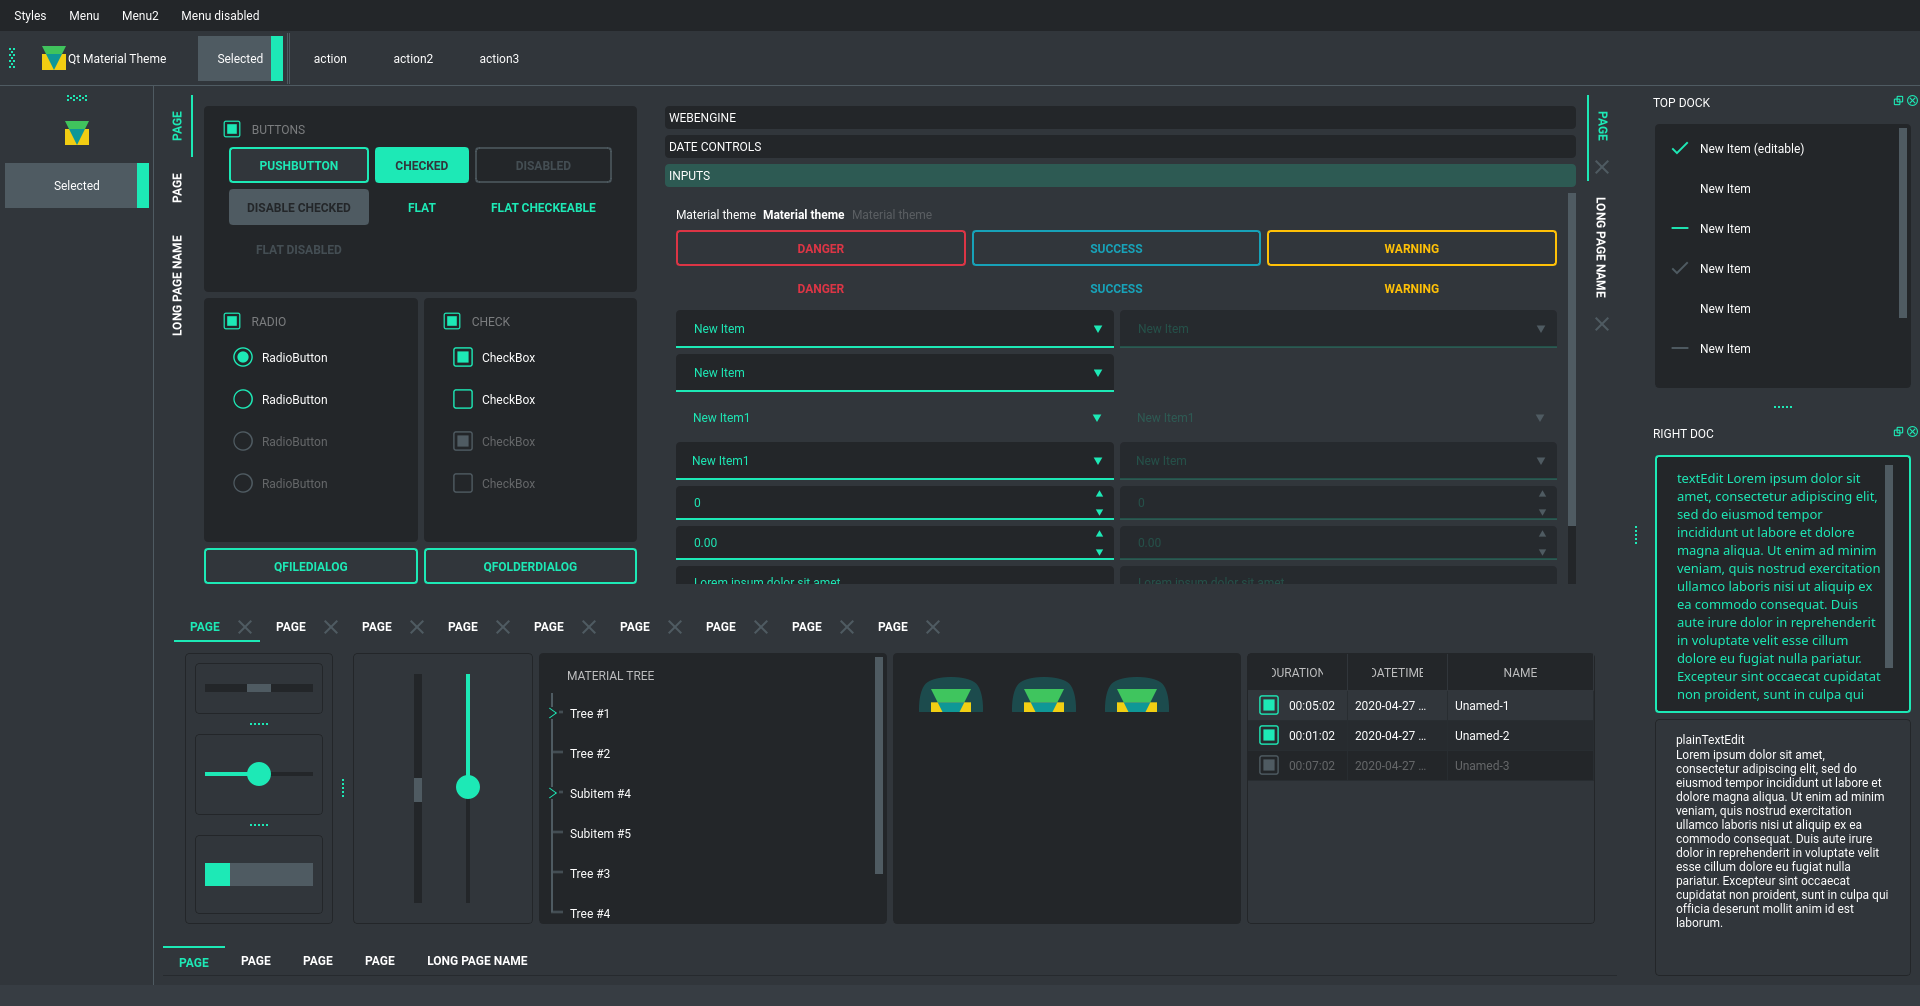 Styles Menu Menu2 Menu disabled
Qt Material Theme Selected action action2 action3
Selected
PAGE
PAGE
LONG PAGE NAME
BUTTONS
PUSHBUTTON CHECKED DISABLED
DISABLE CHECKED FLAT FLAT CHECKEABLE
FLAT DISABLED
RADIO
RadioButton
RadioButton
RadioButton
RadioButton
CHECK
CheckBox
CheckBox
CheckBox
CheckBox
QFILEDIALOG QFOLDERDIALOG
WEBENGINE
DATE CONTROLS
INPUTS
Material theme Material theme Material theme
DANGER SUCCESS WARNING
DANGER SUCCESS WARNING
New Item New Item
New Item
New Item1 New Item1
New Item1 New Item
0 0
0.00 0.00
Lorem ipsum dolor sit amet Lorem ipsum dolor sit amet
PAGE
LONG PAGE NAME
PAGE PAGE PAGE PAGE PAGE PAGE PAGE PAGE PAGE
MATERIAL TREE
Tree #1
Tree #2
Subitem #4
Subitem #5
Tree #3
Tree #4
DURATION DATETIME NAME
00:05:02 2020-04-27 ... Unamed-1
00:01:02 2020-04-27 ... Unamed-2
00:07:02 2020-04-27 ... Unamed-3
PAGE PAGE PAGE PAGE LONG PAGE NAME
TOP DOCK
New Item (editable)
New Item
New Item
New Item
New Item
New Item
RIGHT DOC
textEdit Lorem ipsum dolor sit
amet, consectetur adipiscing elit,
sed do eiusmod tempor
incididunt ut labore et dolore
magna aliqua. Ut enim ad minim
veniam, quis nostrud exercitation
ullamco laboris nisi ut aliquip ex
ea commodo consequat. Duis
aute irure dolor in reprehenderit
in voluptate velit esse cillum
dolore eu fugiat nulla pariatur.
Excepteur sint occaecat cupidatat
non proident, sunt in culpa qui
plainTextEdit
Lorem ipsum dolor sit amet,
consectetur adipiscing elit, sed do
eiusmod tempor incididunt ut labore et
dolore magna aliqua. Ut enim ad minim
veniam, quis nostrud exercitation
ullamco laboris nisi ut aliquip ex ea
commodo consequat. Duis aute irure
dolor in reprehenderit in voluptate velit
esse cillum dolore eu fugiat nulla
pariatur. Excepteur sint occaecat
cupidatat non proident, sunt in culpa qui
officia deserunt mollit anim id est
laborum.